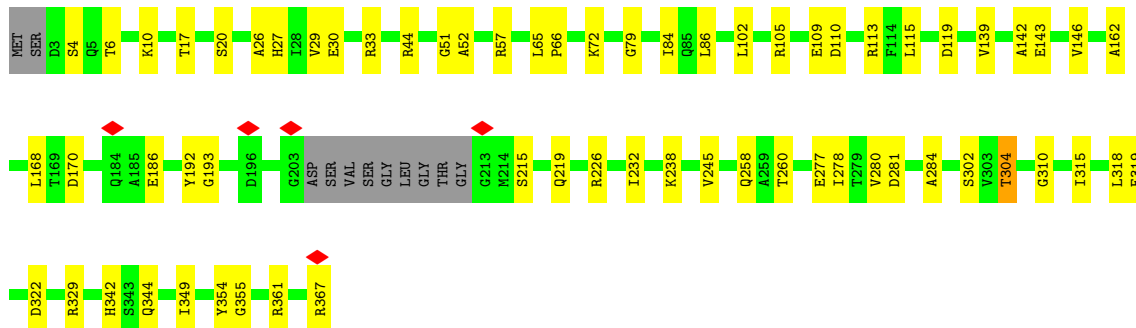 MET SER D3 S4 Q5 T6 K10 T17 S20 A26 H27 I28 V29 E30 R33 R44 G51 A52 R57 L65 P66 K72 G79 I84 Q85 L86 L102 R105 E109 D110 R113 F114 L115 D119 V139 A142 E143 V146 A162
L168 T169 D170 Q184 A185 E186 Y192 G193 D196 G203 ASP SER VAL SER GLY LEU GLY THR GLY G213 M214 S215 Q219 R226 I232 K238 V245 Q258 A259 T260 E277 I278 T279 V280 D281 A284 S302 V303 T304 G310 I315 L318
D322 R329 H342 S343 Q344 I349 Y354 G355 R361 R367